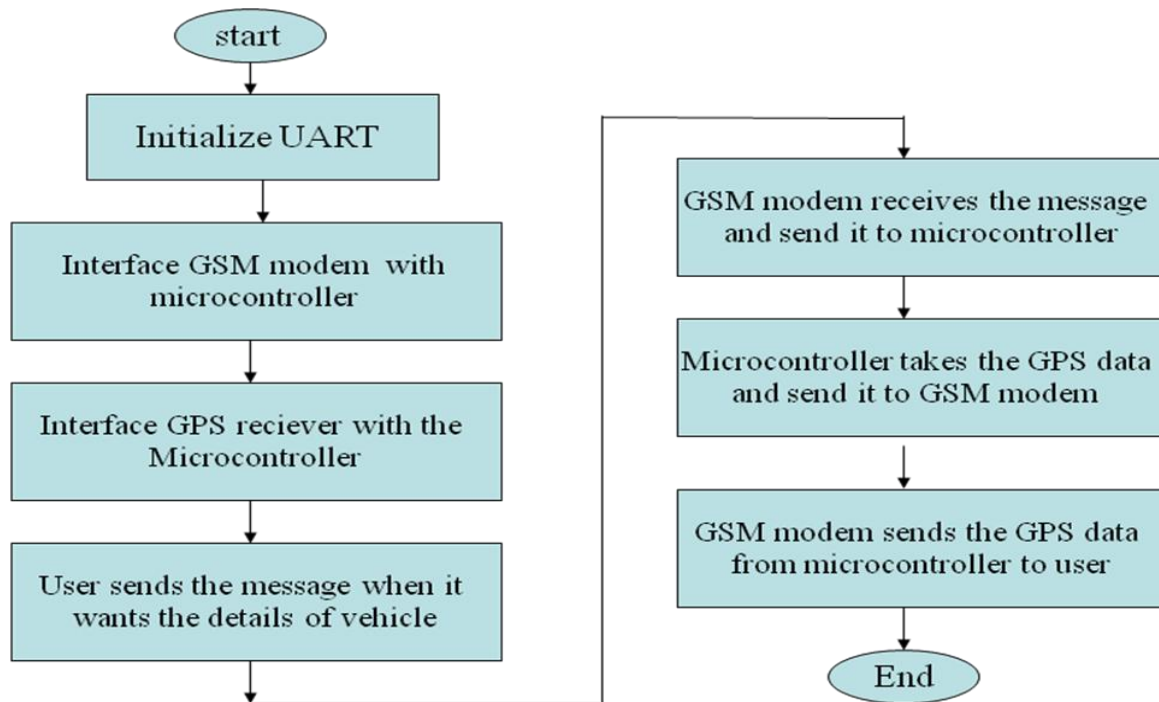 start
Initialize UART
Interface GSM modem with
microcontroller
Interface GPS reciever with the
Microcontroller
User sends the message when it
wants the details of vehicle
GSM modem receives the message
and send it to microcontroller
Microcontroller takes the GPS data
and send it to GSM modem
GSM modem sends the GPS data
from microcontroller to user
End